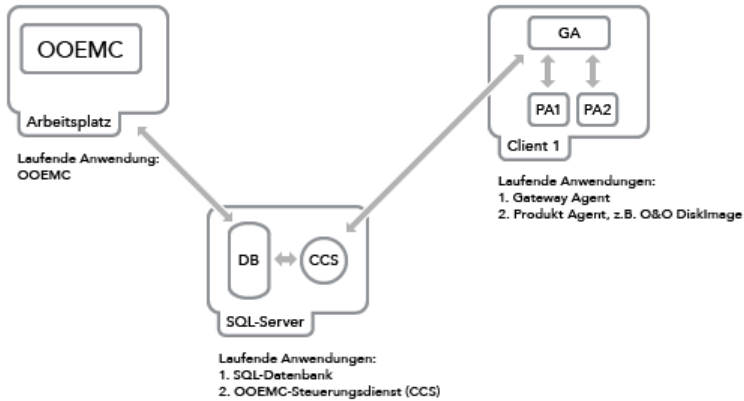 OOEMC
Arbeitsplatz
Laufende Anwendung:
OOEMC
GA
PA1
PA2
Client 1
Laufende Anwendungen:
1. Gateway Agent
2. Produkt Agent, z.B. O&O DiskImage
DB
CCS
SQL-Server
Laufende Anwendungen:
1. SQL-Datenbank
2. OOEMC-Steuerungsdienst (CCS)